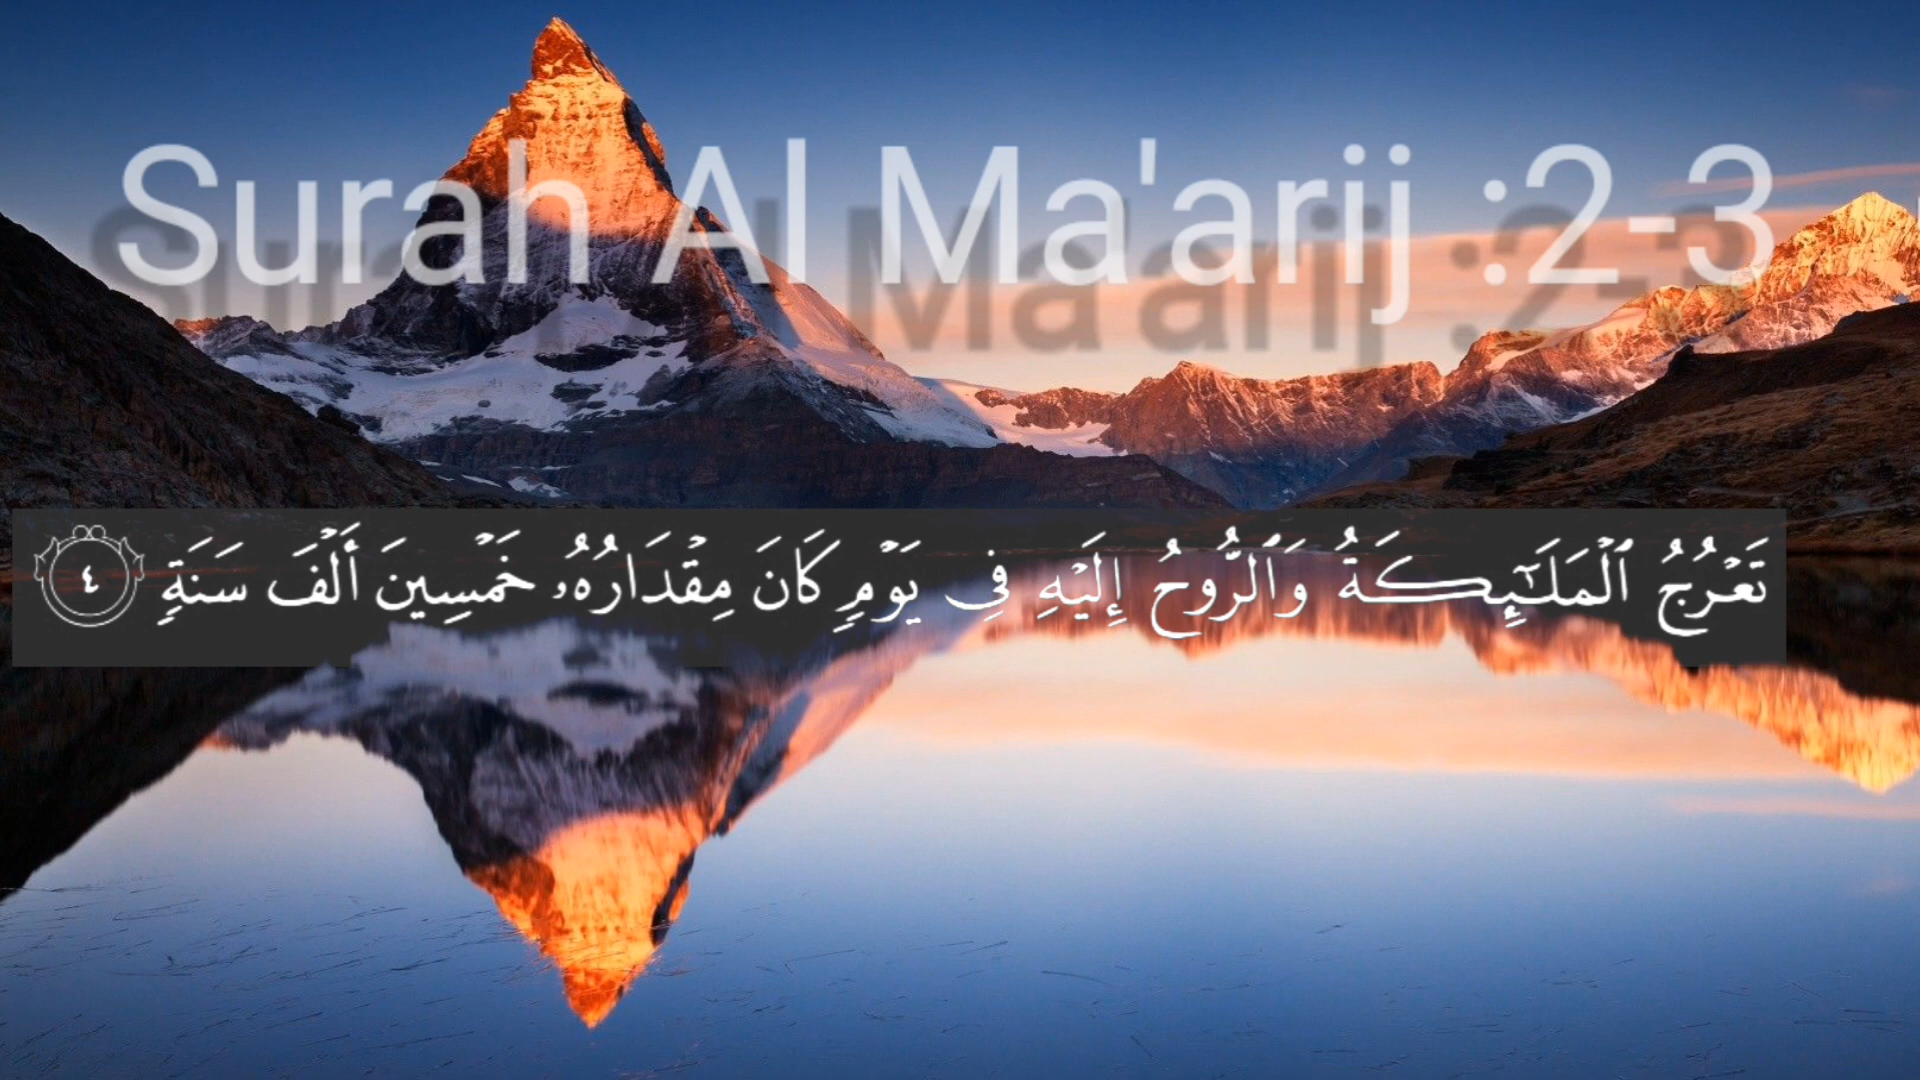 Surah Al Ma'arij :2-3
تَعۡرُجُ ٱلۡمَلَـٰٓئِكَةُ وَٱلرُّوحُ إِلَيۡهِ فِى يَوۡمٍ كَانَ مِقۡدَارُهُۥ خَمۡسِينَ أَلۡفَ سَنَةٍ ٤